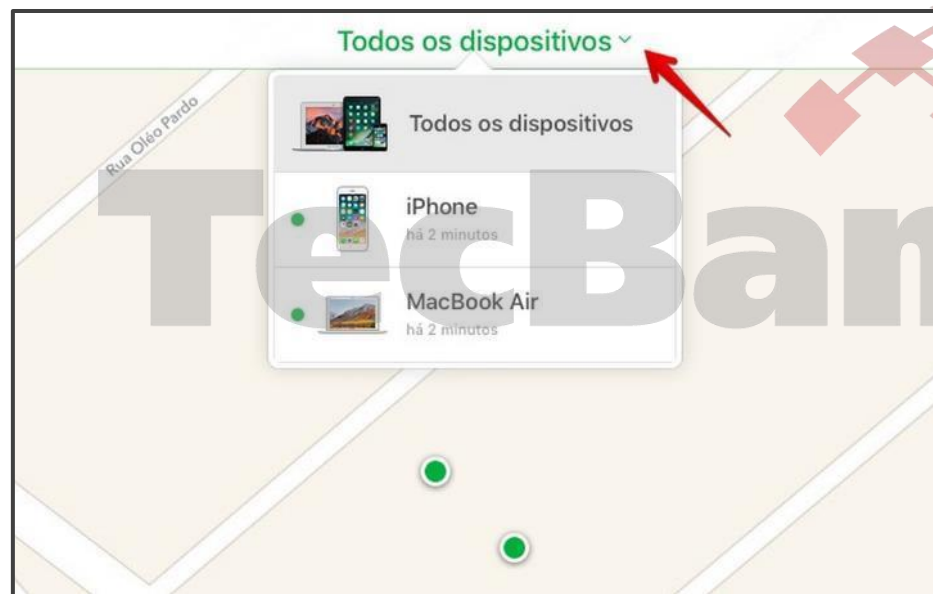 Todos os dispositivos
Rua Oléo Pardo
Todos os dispositivos
iPhone
há 2 minutos
MacBook Air
há 2 minutos
TecBan